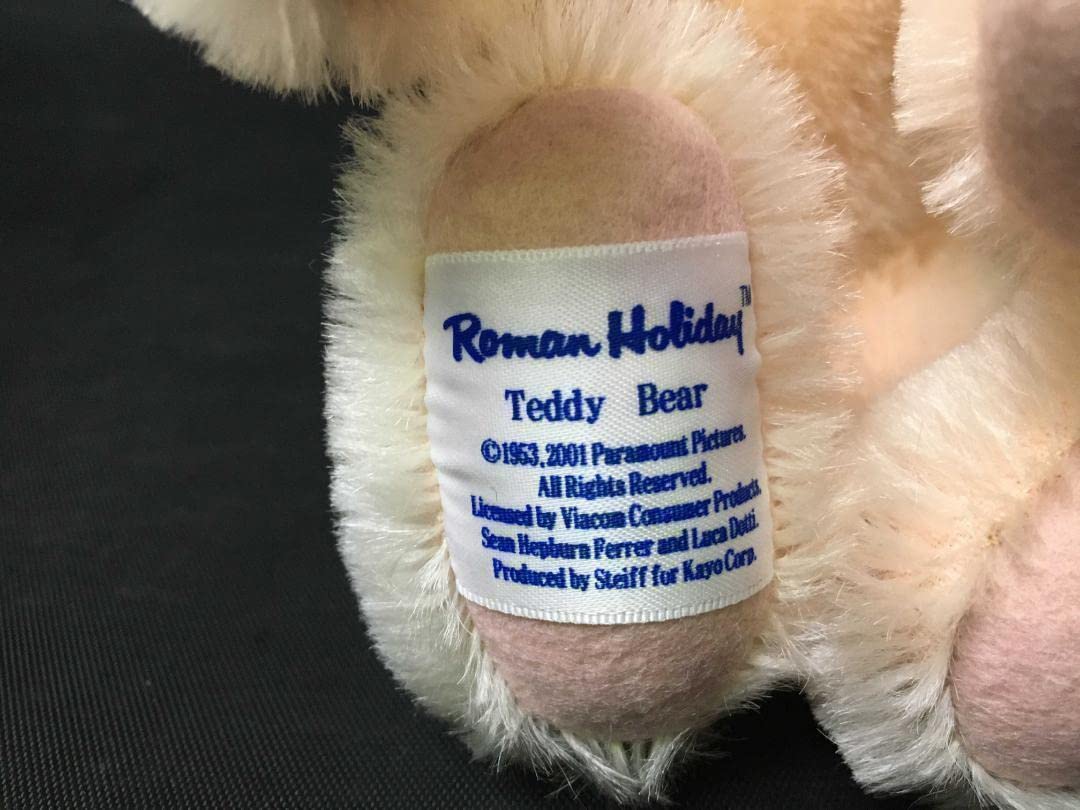 Roman Holiday™
Teddy Bear
©1953, 2001 Paramount Pictures.
All Rights Reserved.
Licensed by Viacom Consumer Products,
Sean Hepburn Ferrer and Luca Dotti.
Produced by Steiff for Kayo Corp.